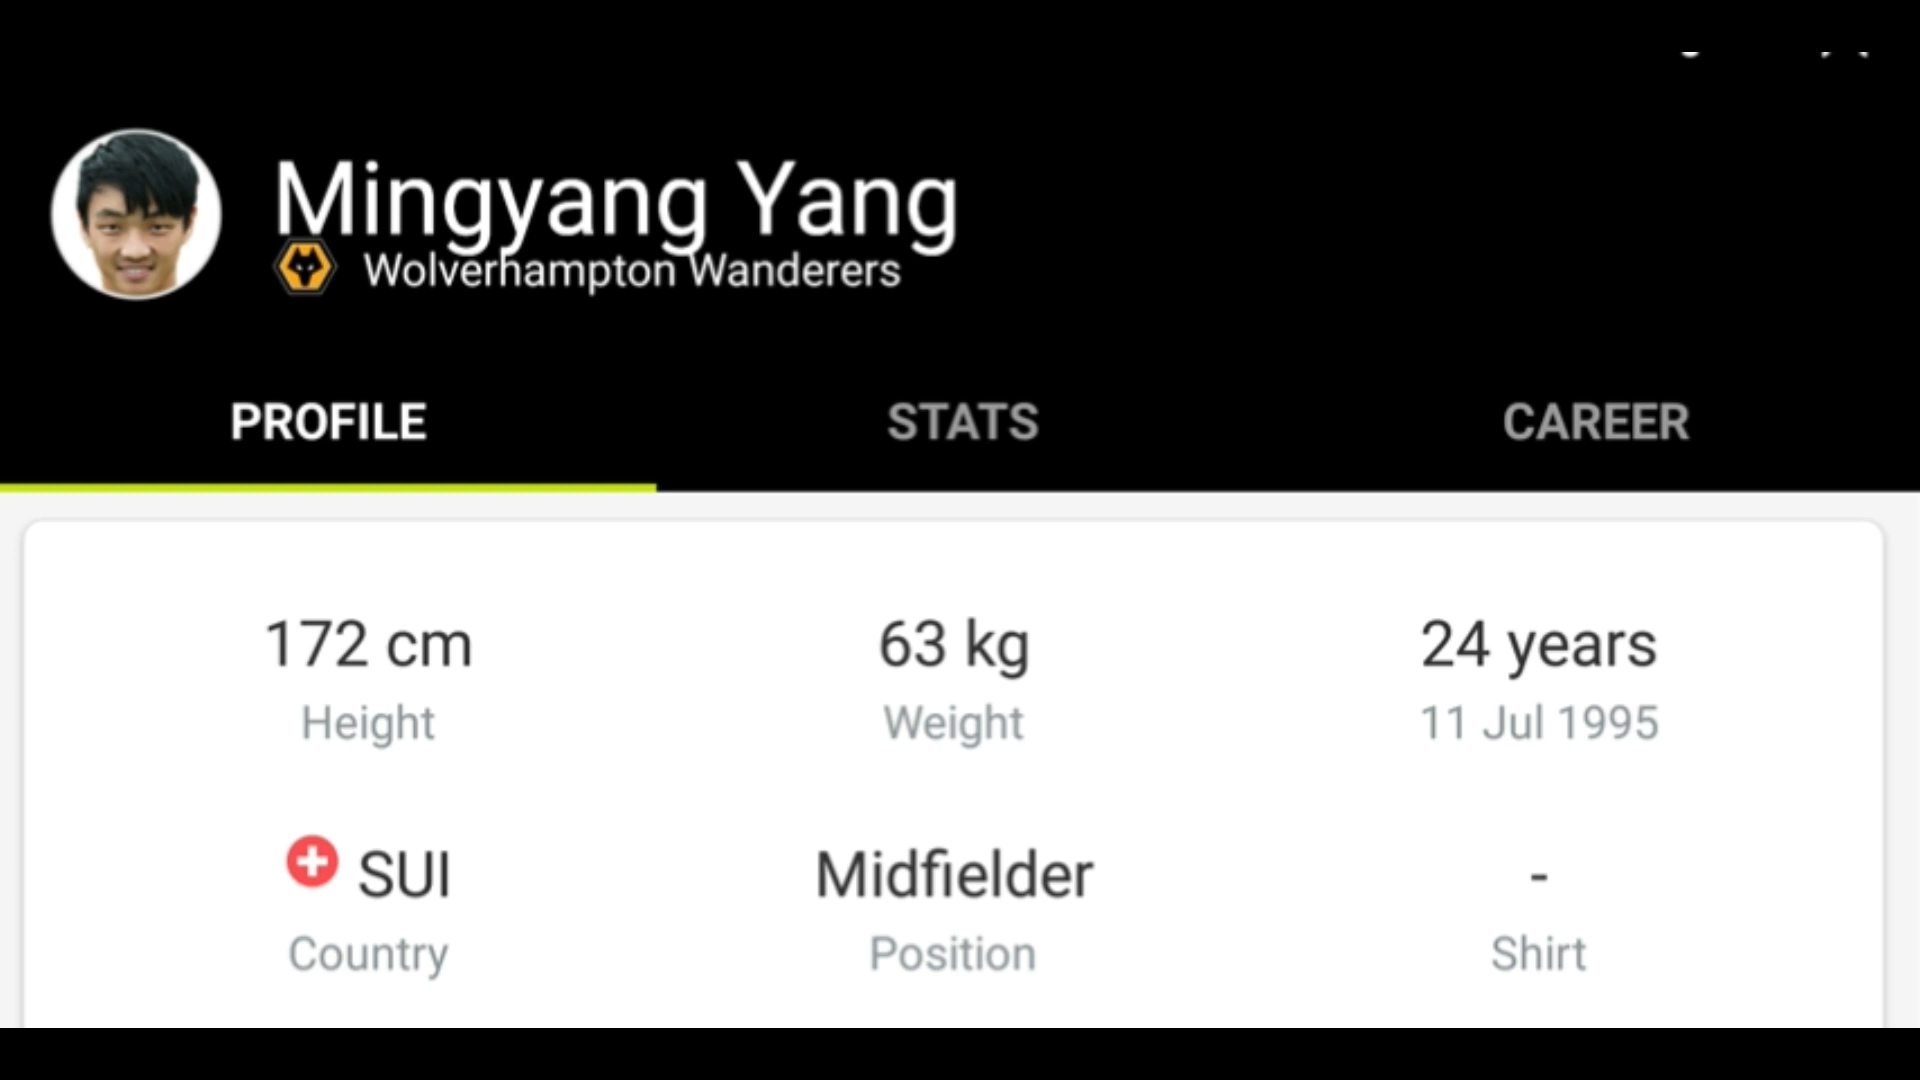 Mingyang Yang
Wolverhampton Wanderers
PROFILE STATS CAREER
172 cm 63 kg 24 years
Height Weight 11 Jul 1995
SUI Midfielder -
Country Position Shirt